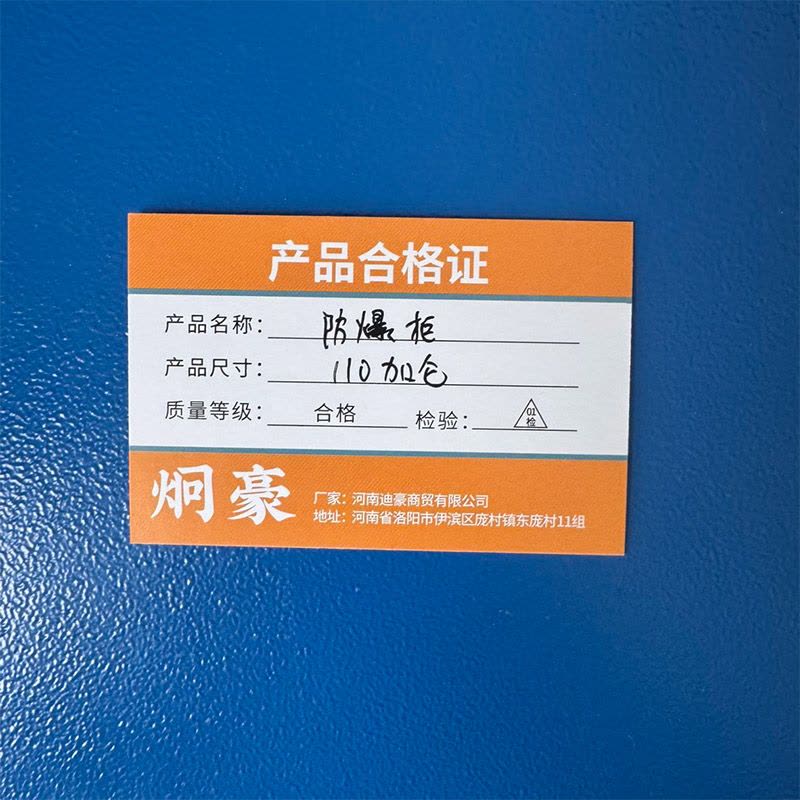 产品合格证
产品名称: 防爆柜
产品尺寸: 110加仑
质量等级: 合格 检验: 01检
炯豪
厂家: 河南迪豪商贸有限公司
地址: 河南省洛阳市伊滨区庞村镇东庞村11组